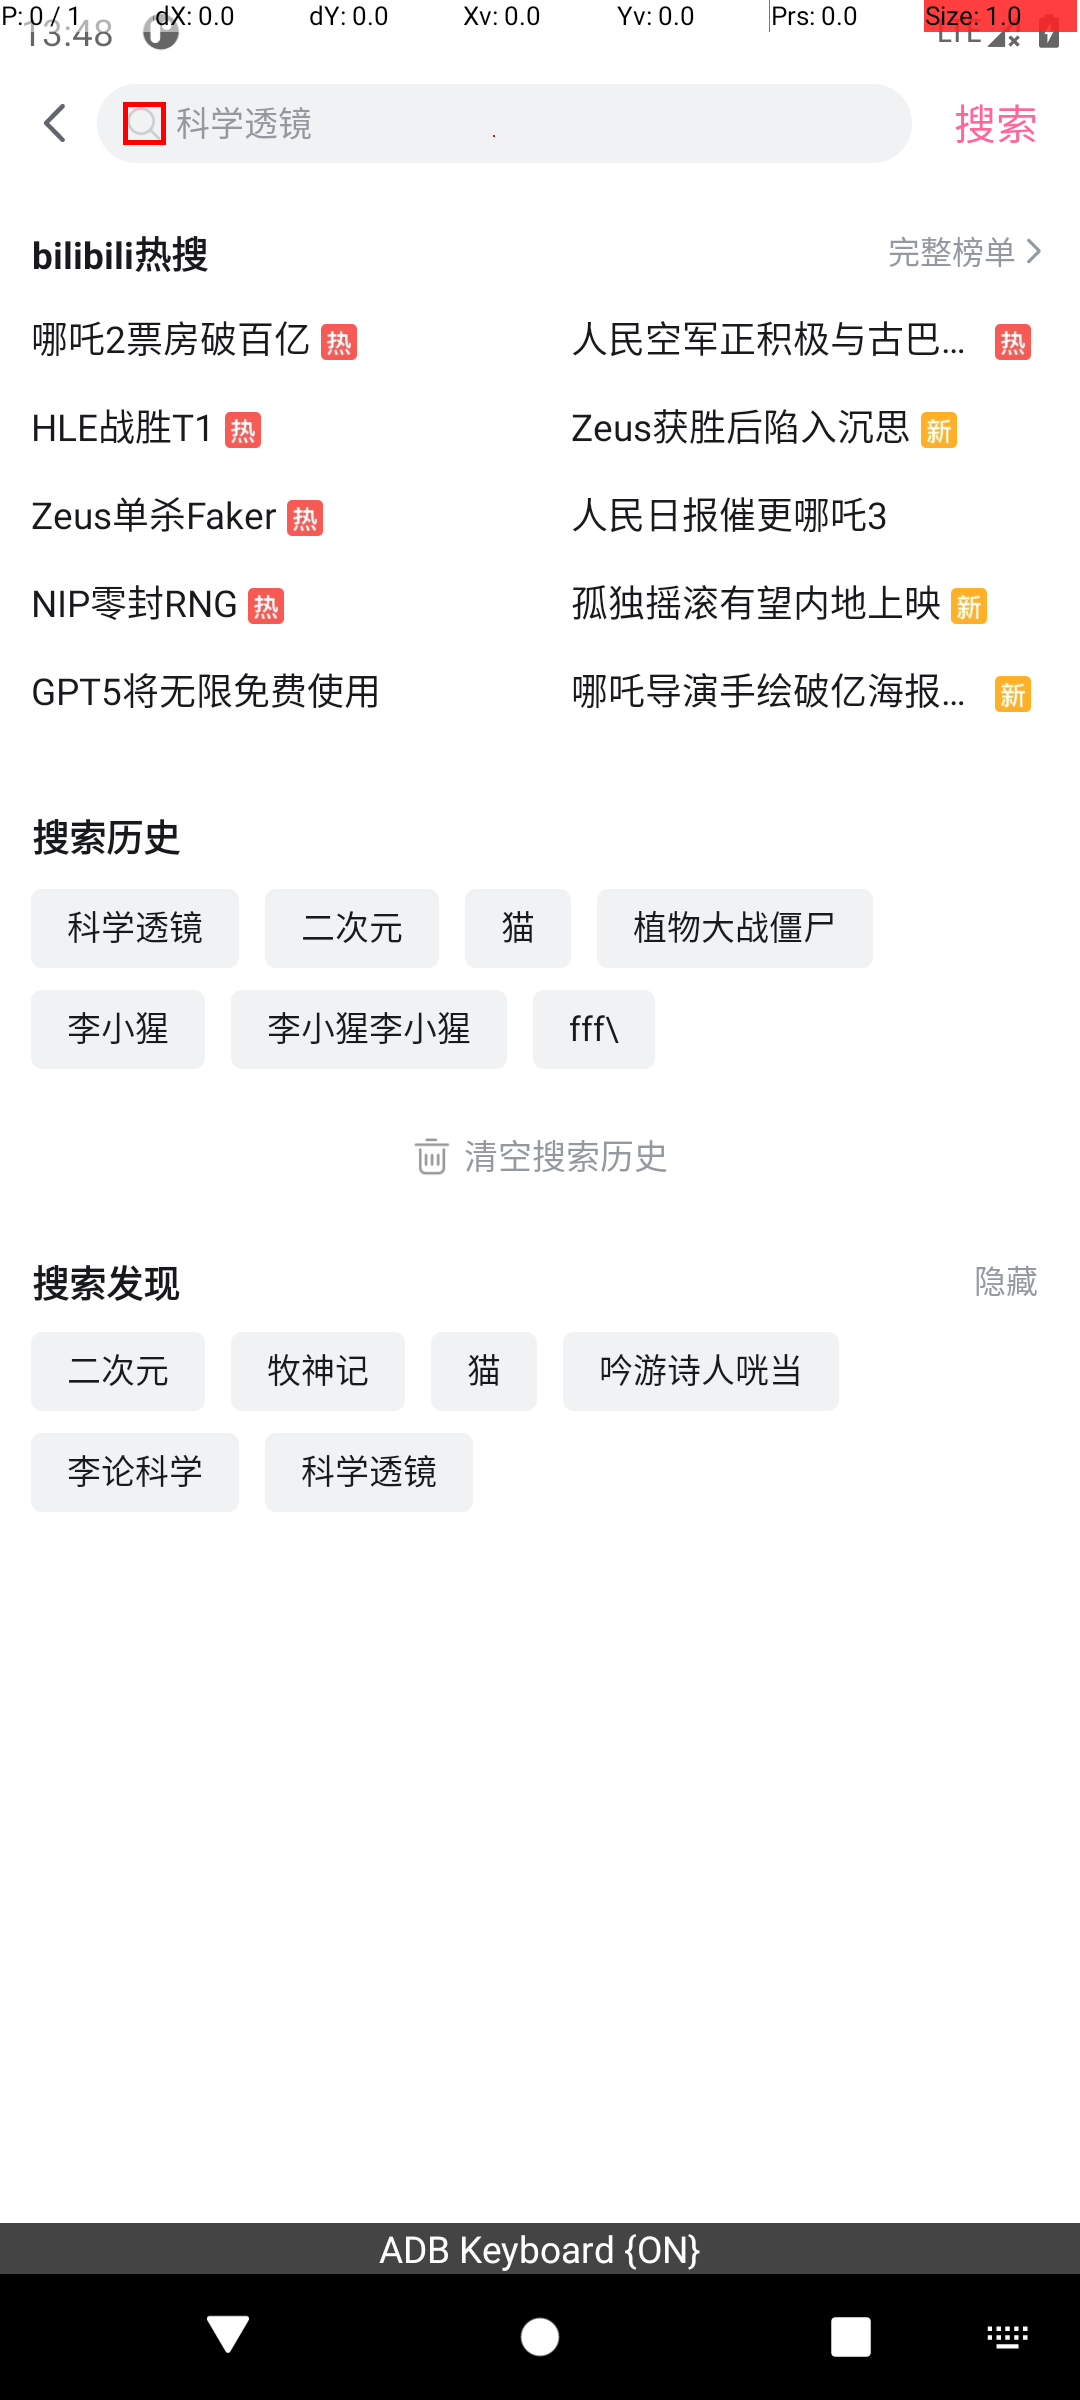 P: 0 / 1 dX: 0.0 dY: 0.0 Xv: 0.0 Yv: 0.0 Prs: 0.0 Size: 1.0
13:48 LTE
科学透镜 搜索
bilibili热搜 完整榜单
哪吒2票房破百亿 热 人民空军正积极与古巴... 热
HLE战胜T1 热 Zeus获胜后陷入沉思 新
Zeus单杀Faker 热 人民日报催更哪吒3
NIP零封RNG 热 孤独摇滚有望内地上映 新
GPT5将无限免费使用 哪吒导演手绘破亿海报... 新
搜索历史
科学透镜 二次元 猫 植物大战僵尸
李小猩 李小猩李小猩 fff\
清空搜索历史
搜索发现 隐藏
二次元 牧神记 猫 吟游诗人咣当
李论科学 科学透镜
ADB Keyboard {ON}